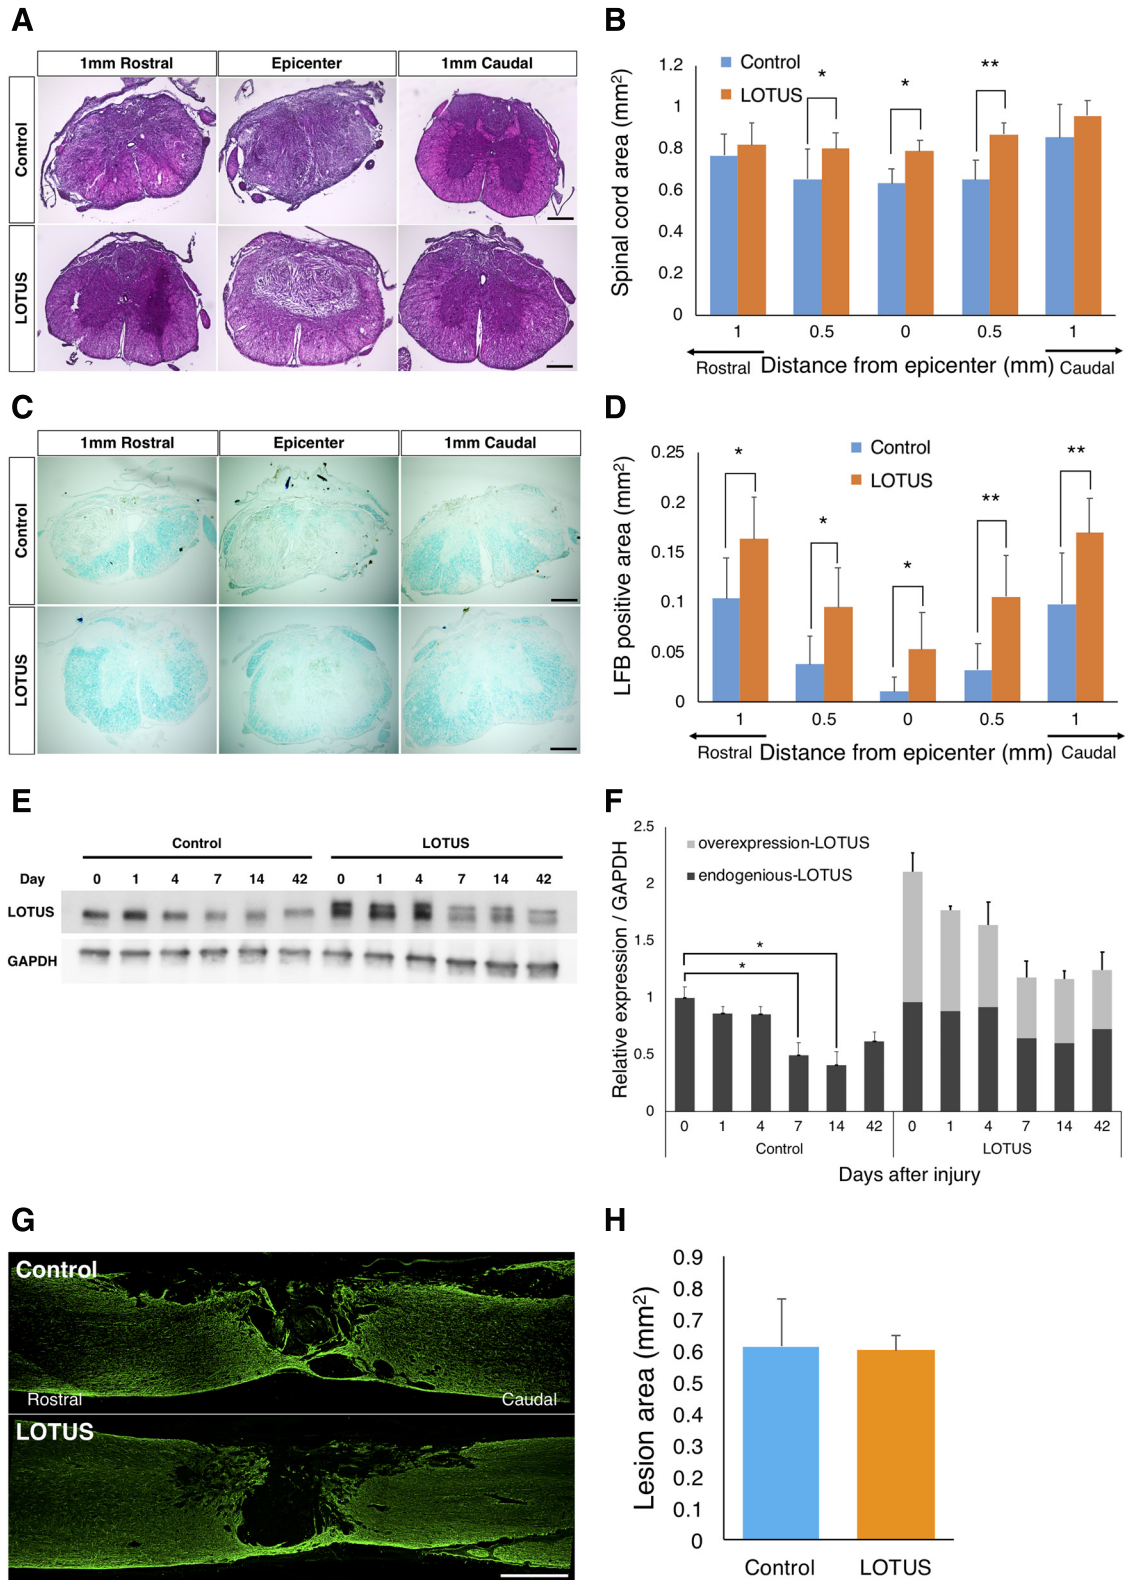 A
1mm Rostral Epicenter 1mm Caudal
Control
LOTUS
B
Control
LOTUS
* * **
Spinal cord area (mm2)
1.2
1
0.8
0.6
0.4
0.2
0
1 0.5 0 0.5 1
Rostral Distance from epicenter (mm) Caudal
C
1mm Rostral Epicenter 1mm Caudal
Control
LOTUS
D
Control
LOTUS
* * * ** **
LFB positive area (mm2)
0.25
0.2
0.15
0.1
0.05
0
1 0.5 0 0.5 1
Rostral Distance from epicenter (mm) Caudal
E
Control LOTUS
Day 0 1 4 7 14 42 0 1 4 7 14 42
LOTUS
GAPDH
F
overexpression-LOTUS
endogenious-LOTUS
*
*
Relative expression / GAPDH
2.5
2
1.5
1
0.5
0
0 1 4 7 14 42 0 1 4 7 14 42
Control LOTUS
Days after injury
G
Control
Rostral Caudal
LOTUS
H
Lesion area (mm2)
0.9
0.8
0.7
0.6
0.5
0.4
0.3
0.2
0.1
0
Control LOTUS